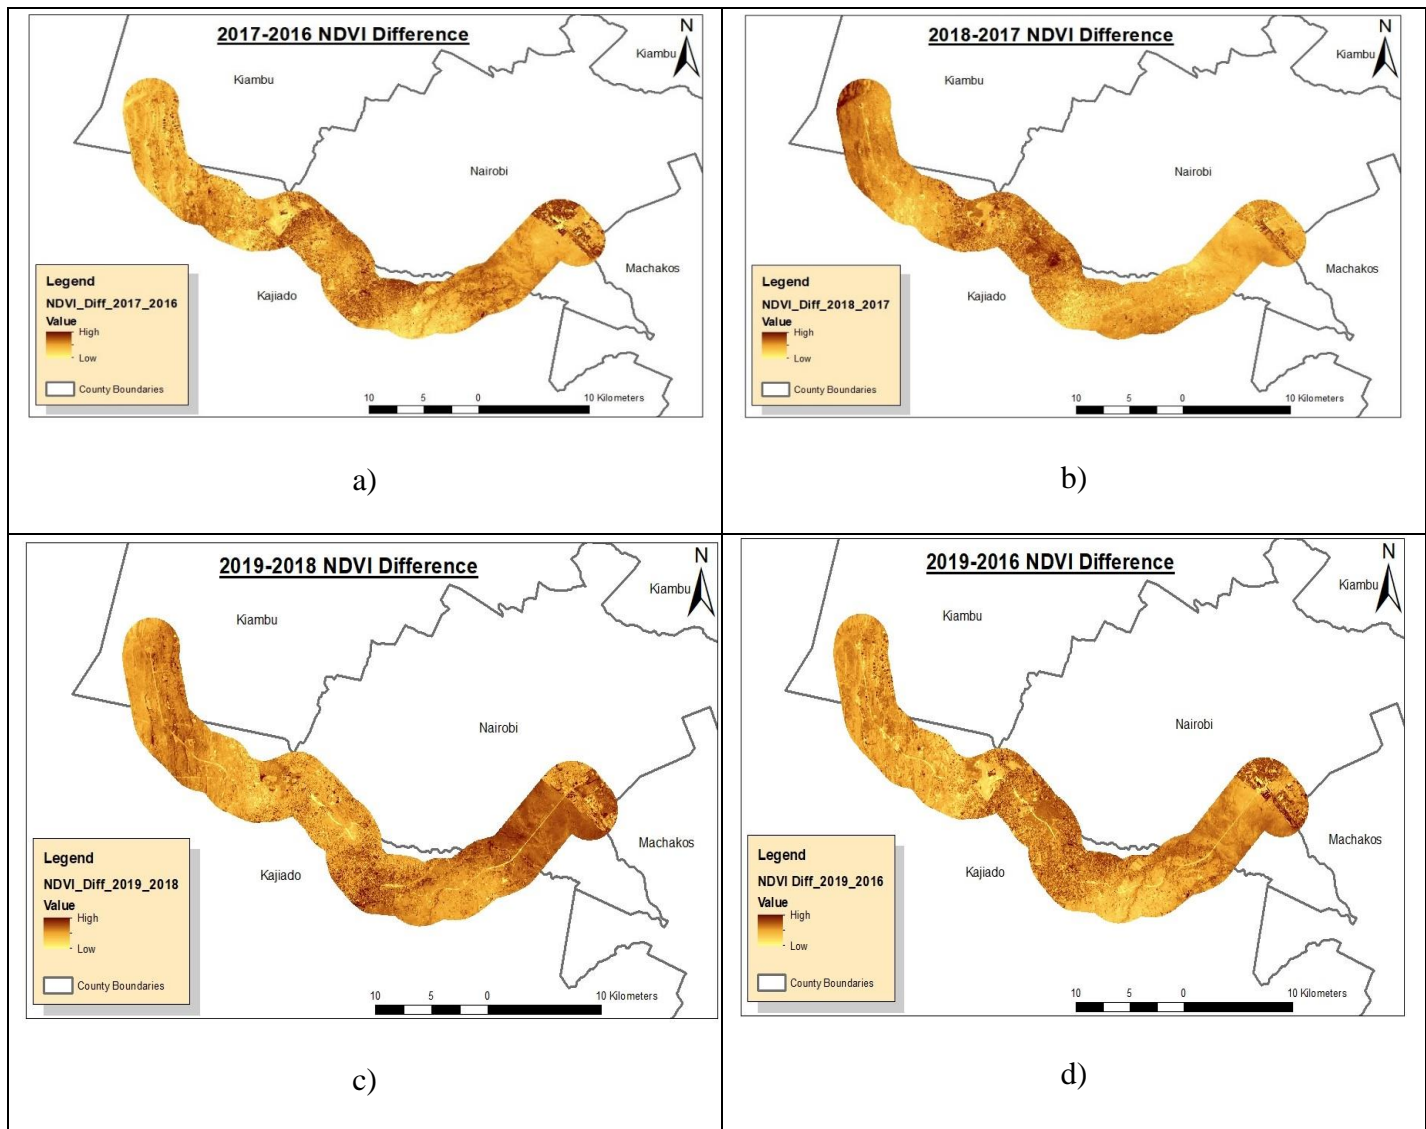 2017-2016 NDVI Difference
N
Kiambu
Kiambu
Nairobi
Machakos
Kajiado
Legend
NDVI_Diff_2017_2016
Value
High
Low
County Boundaries
10 5 0 10 Kilometers
a)
2018-2017 NDVI Difference
N
Kiambu
Kiambu
Nairobi
Machakos
Kajiado
Legend
NDVI_Diff_2018_2017
Value
High
Low
County Boundaries
10 5 0 10 Kilometers
b)
2019-2018 NDVI Difference
N
Kiambu
Kiambu
Nairobi
Machakos
Kajiado
Legend
NDVI_Diff_2019_2018
Value
High
Low
County Boundaries
10 5 0 10 Kilometers
c)
2019-2016 NDVI Difference
N
Kiambu
Kiambu
Nairobi
Machakos
Kajiado
Legend
NDVI Diff_2019_2016
Value
High
Low
County Boundaries
10 5 0 10 Kilometers
d)